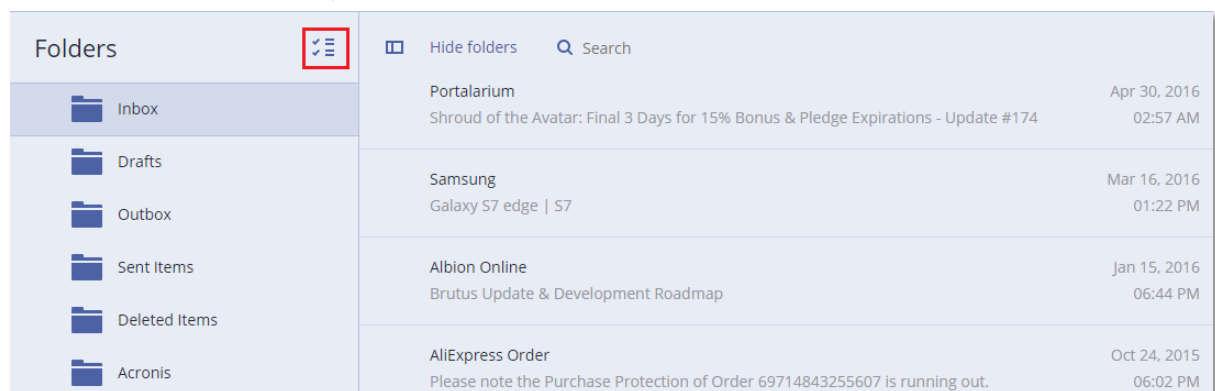 Folders
Hide folders
Search
Inbox
Drafts
Outbox
Sent Items
Deleted Items
Acronis
Portalarium
Apr 30, 2016
Shroud of the Avatar: Final 3 Days for 15% Bonus & Pledge Expirations - Update #174
02:57 AM
Samsung
Mar 16, 2016
Galaxy S7 edge | S7
01:22 PM
Albion Online
Jan 15, 2016
Brutus Update & Development Roadmap
06:44 PM
AliExpress Order
Oct 24, 2015
Please note the Purchase Protection of Order 69714843255607 is running out.
06:02 PM